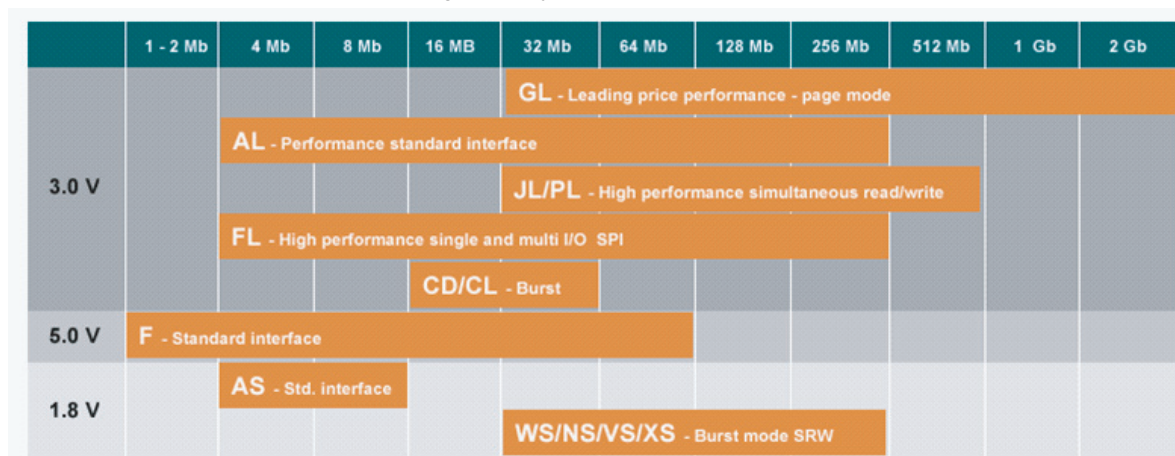 1 - 2 Mb 4 Mb 8 Mb 16 MB 32 Mb 64 Mb 128 Mb 256 Mb 512 Mb 1 Gb 2 Gb
GL - Leading price performance - page mode
AL - Performance standard interface
3.0 V
JL/PL - High performance simultaneous read/write
FL - High performance single and multi I/O SPI
CD/CL - Burst
5.0 V F - Standard interface
AS - Std. interface
1.8 V
WS/NS/VS/XS - Burst mode SRW